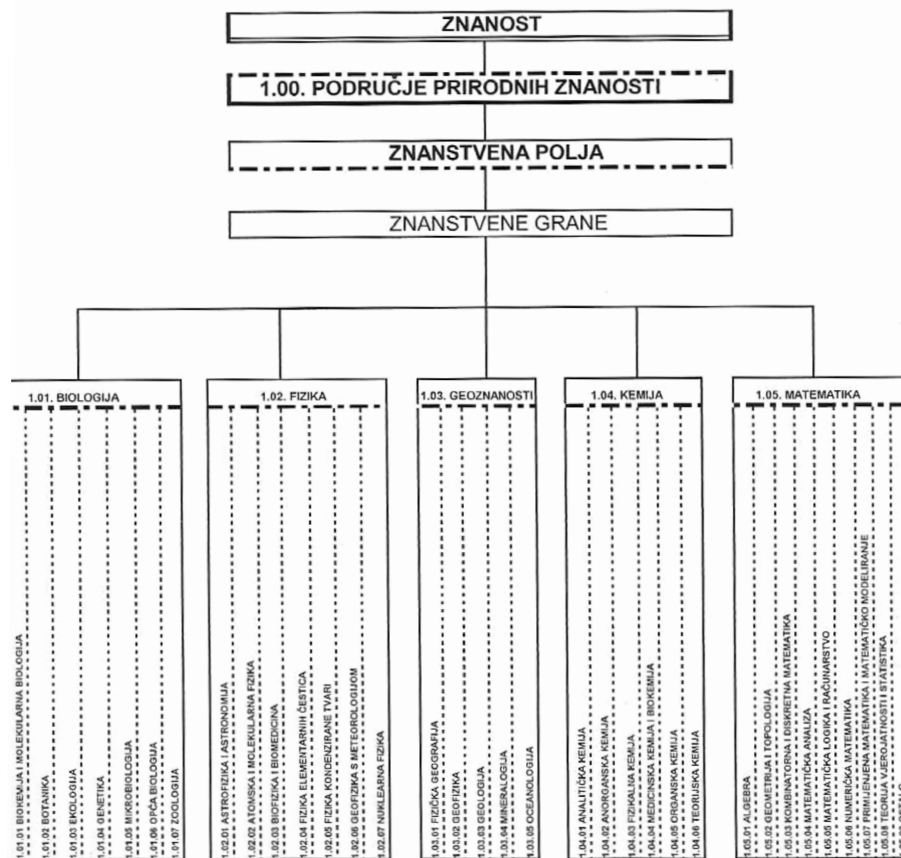 ZNANOST
1.00. PODRUČJE PRIRODNIH ZNANOSTI
ZNANSTVENA POLJA
ZNANSTVENE GRANE
1.01. BIOLOGIJA
1.01.01 BIOKEMIJA I MOLEKULARNA BIOLOGIJA
1.01.02 BOTANIKA
1.01.03 EKOLOGIJA
1.01.04 GENETIKA
1.01.05 MIKROBIOLOGIJA
1.01.06 OPĆA BIOLOGIJA
1.01.07 ZOOLOGIJA
1.02. FIZIKA
1.02.01 ASTROFIZIKA I ASTRONOMIJA
1.02.02 ATOMSKA I MOLEKULARNA FIZIKA
1.02.03 BIOFIZIKA I BIOMEDICINA
1.02.04 FIZIKA ELEMENTARNIH ČESTICA
1.02.05 FIZIKA KONDENZIRANE TVARI
1.02.06 GEOFIZIKA S METEOROLOGIJOM
1.02.07 NUKLEARNA FIZIKA
1.03. GEOZNANOSTI
1.03.01 FIZIČKA GEOGRAFIJA
1.03.02 GEOFIZIKA
1.03.03 GEOLOGIJA
1.03.04 MINERALOGIJA
1.03.05 OCEANOLOGIJA
1.04. KEMIJA
1.04.01 ANALITIČKA KEMIJA
1.04.02 ANORGANSKA KEMIJA
1.04.03 FIZIKALNA KEMIJA
1.04.04 MEDICINSKA KEMIJA I BIOKEMIJA
1.04.05 ORGANSKA KEMIJA
1.04.06 TEORIJSKA KEMIJA
1.05. MATEMATIKA
1.05.01 ALGEBRA
1.05.02 GEOMETRIJA I TOPOLOGIJA
1.05.03 KOMBINATORNA I DISKRETNA MATEMATIKA
1.05.04 MATEMATIČKA ANALIZA
1.05.05 MATEMATIČKA LOGIKA I RAČUNARSTVO
1.05.06 NUMERIČKA MATEMATIKA
1.05.07 PRIMIJENJENA MATEMATIKA I MATEMATIČKO MODELIRANJE
1.05.08 TEORIJA VJEROJATNOSTI I STATISTIKA